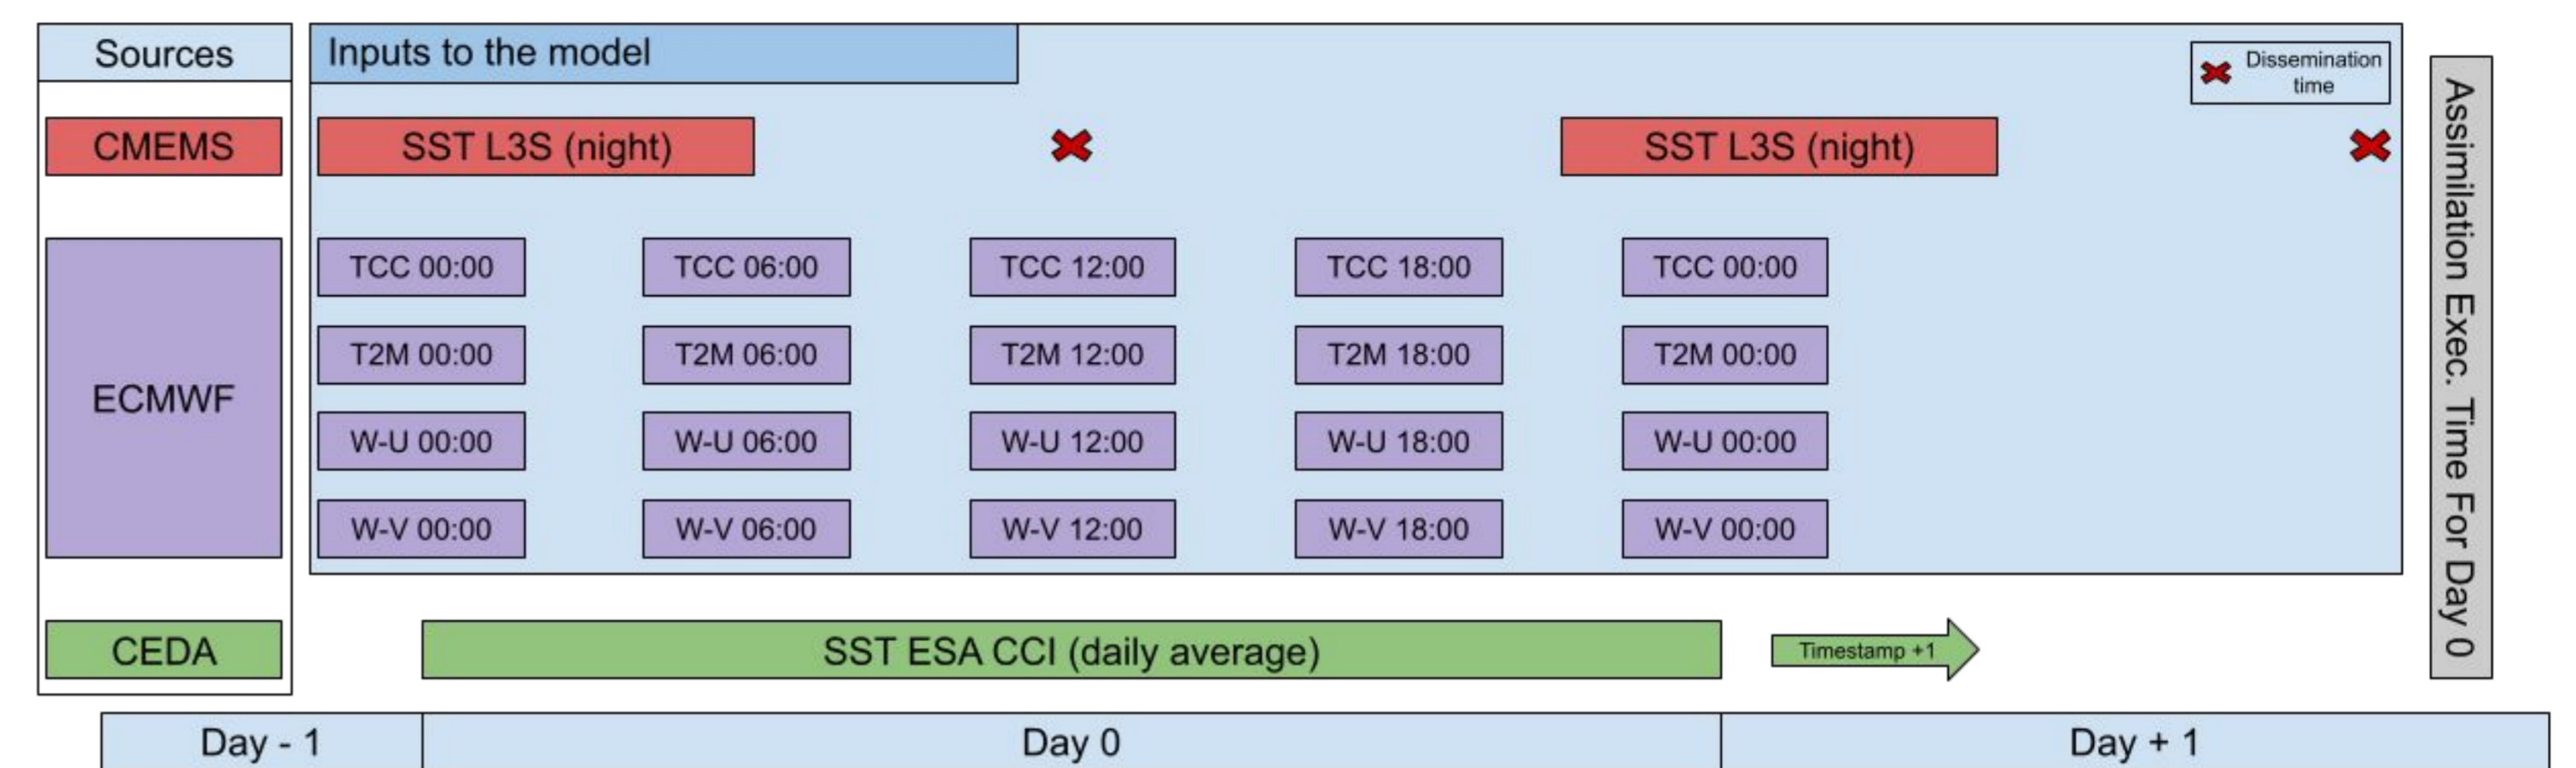 Sources
Inputs to the model
Dissemination
time
CMEMS
SST L3S (night)
SST L3S (night)
ECMWF
TCC 00:00
TCC 06:00
TCC 12:00
TCC 18:00
TCC 00:00
T2M 00:00
T2M 06:00
T2M 12:00
T2M 18:00
T2M 00:00
W-U 00:00
W-U 06:00
W-U 12:00
W-U 18:00
W-U 00:00
W-V 00:00
W-V 06:00
W-V 12:00
W-V 18:00
W-V 00:00
CEDA
SST ESA CCI (daily average)
Timestamp +1
Assimilation Exec. Time For Day 0
Day - 1
Day 0
Day + 1